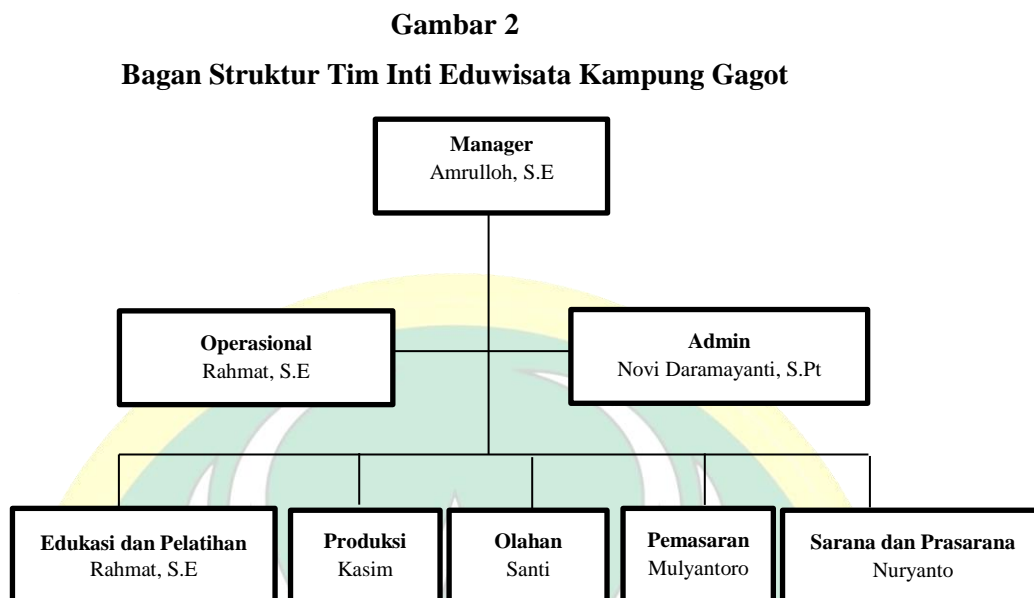 Gambar 2
Bagan Struktur Tim Inti Eduwisata Kampung Gagot
Manager
Amrulloh, S.E
Operasional
Rahmat, S.E
Admin
Novi Daramayanti, S.Pt
Edukasi dan Pelatihan
Rahmat, S.E
Produksi
Kasim
Olahan
Santi
Pemasaran
Mulyantoro
Sarana dan Prasarana
Nuryanto